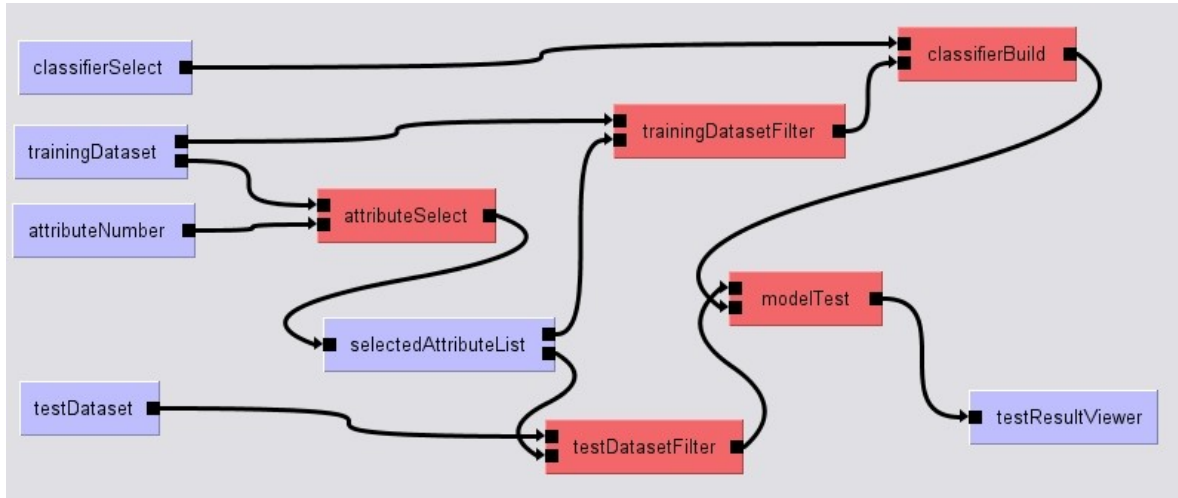 classifierSelect
classifierBuild
trainingDataset
trainingDatasetFilter
attributeNumber
attributeSelect
modelTest
selectedAttributeList
testDataset
testDatasetFilter
testResultViewer